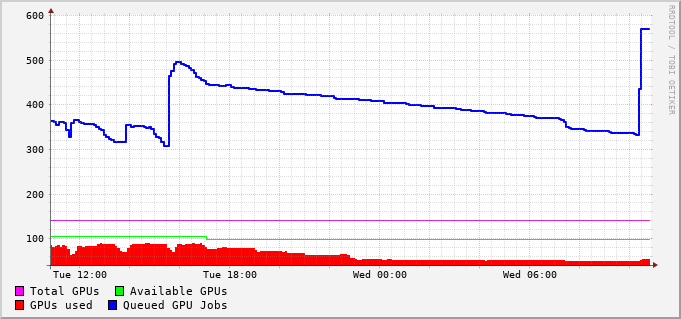 600
500
400
300
200
100
Tue 12:00 Tue 18:00 Wed 00:00 Wed 06:00
Total GPUs Available GPUs
GPUs used Queued GPU Jobs
RRDTOOL / TOBI OETIKER